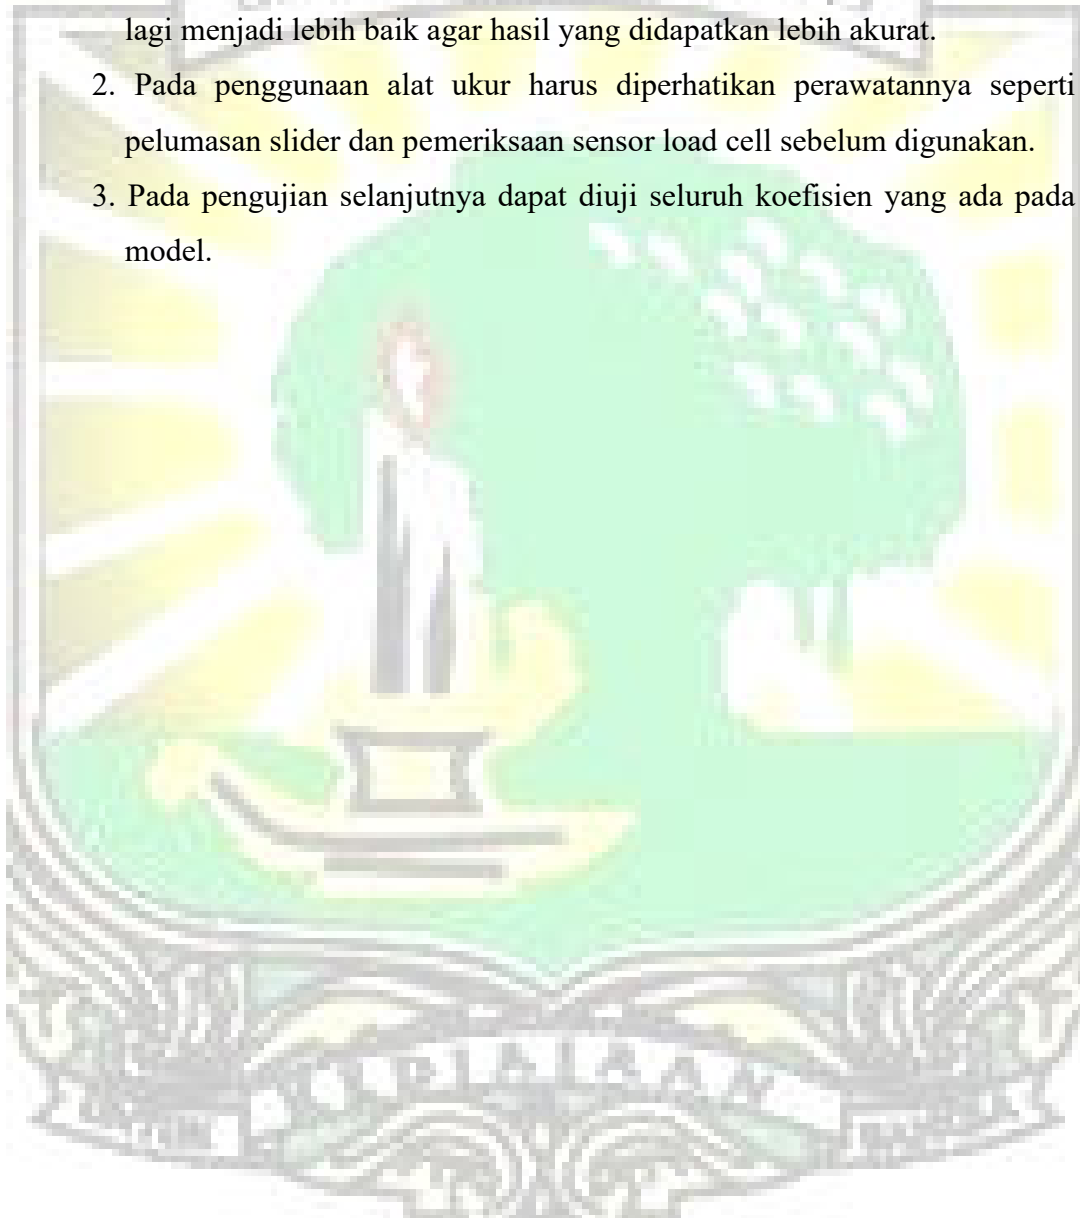 lagi menjadi lebih baik agar hasil yang didapatkan lebih akurat.
2. Pada penggunaan alat ukur harus diperhatikan perawatannya seperti
pelumasan slider dan pemeriksaan sensor load cell sebelum digunakan.
3. Pada pengujian selanjutnya dapat diuji seluruh koefisien yang ada pada
model.